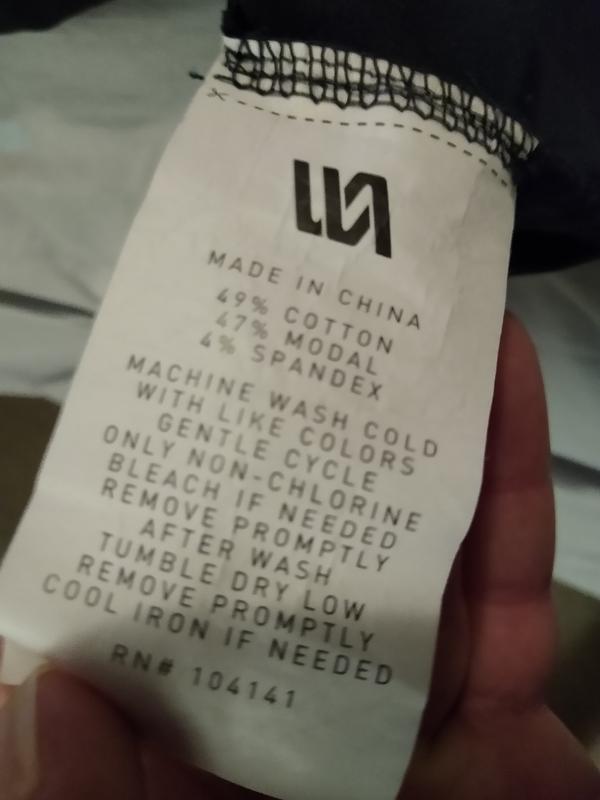 MADE IN CHINA
49% COTTON
47% MODAL
4% SPANDEX
MACHINE WASH COLD
WITH LIKE COLORS
GENTLE CYCLE
ONLY NON-CHLORINE
BLEACH IF NEEDED
REMOVE PROMPTLY
AFTER WASH
TUMBLE DRY LOW
REMOVE PROMPTLY
COOL IRON IF NEEDED
RN# 104141